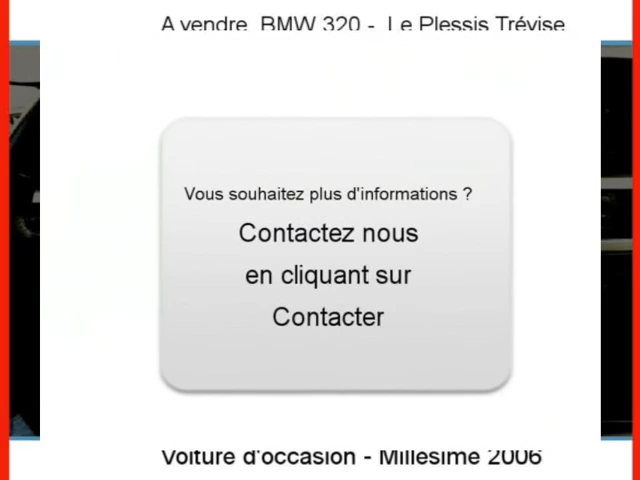 A vendre BMW 320 - Le Plessis Trévise
Vous souhaitez plus d'informations ?
Contactez nous
en cliquant sur
Contacter
Voiture d'occasion - Millesime 2006